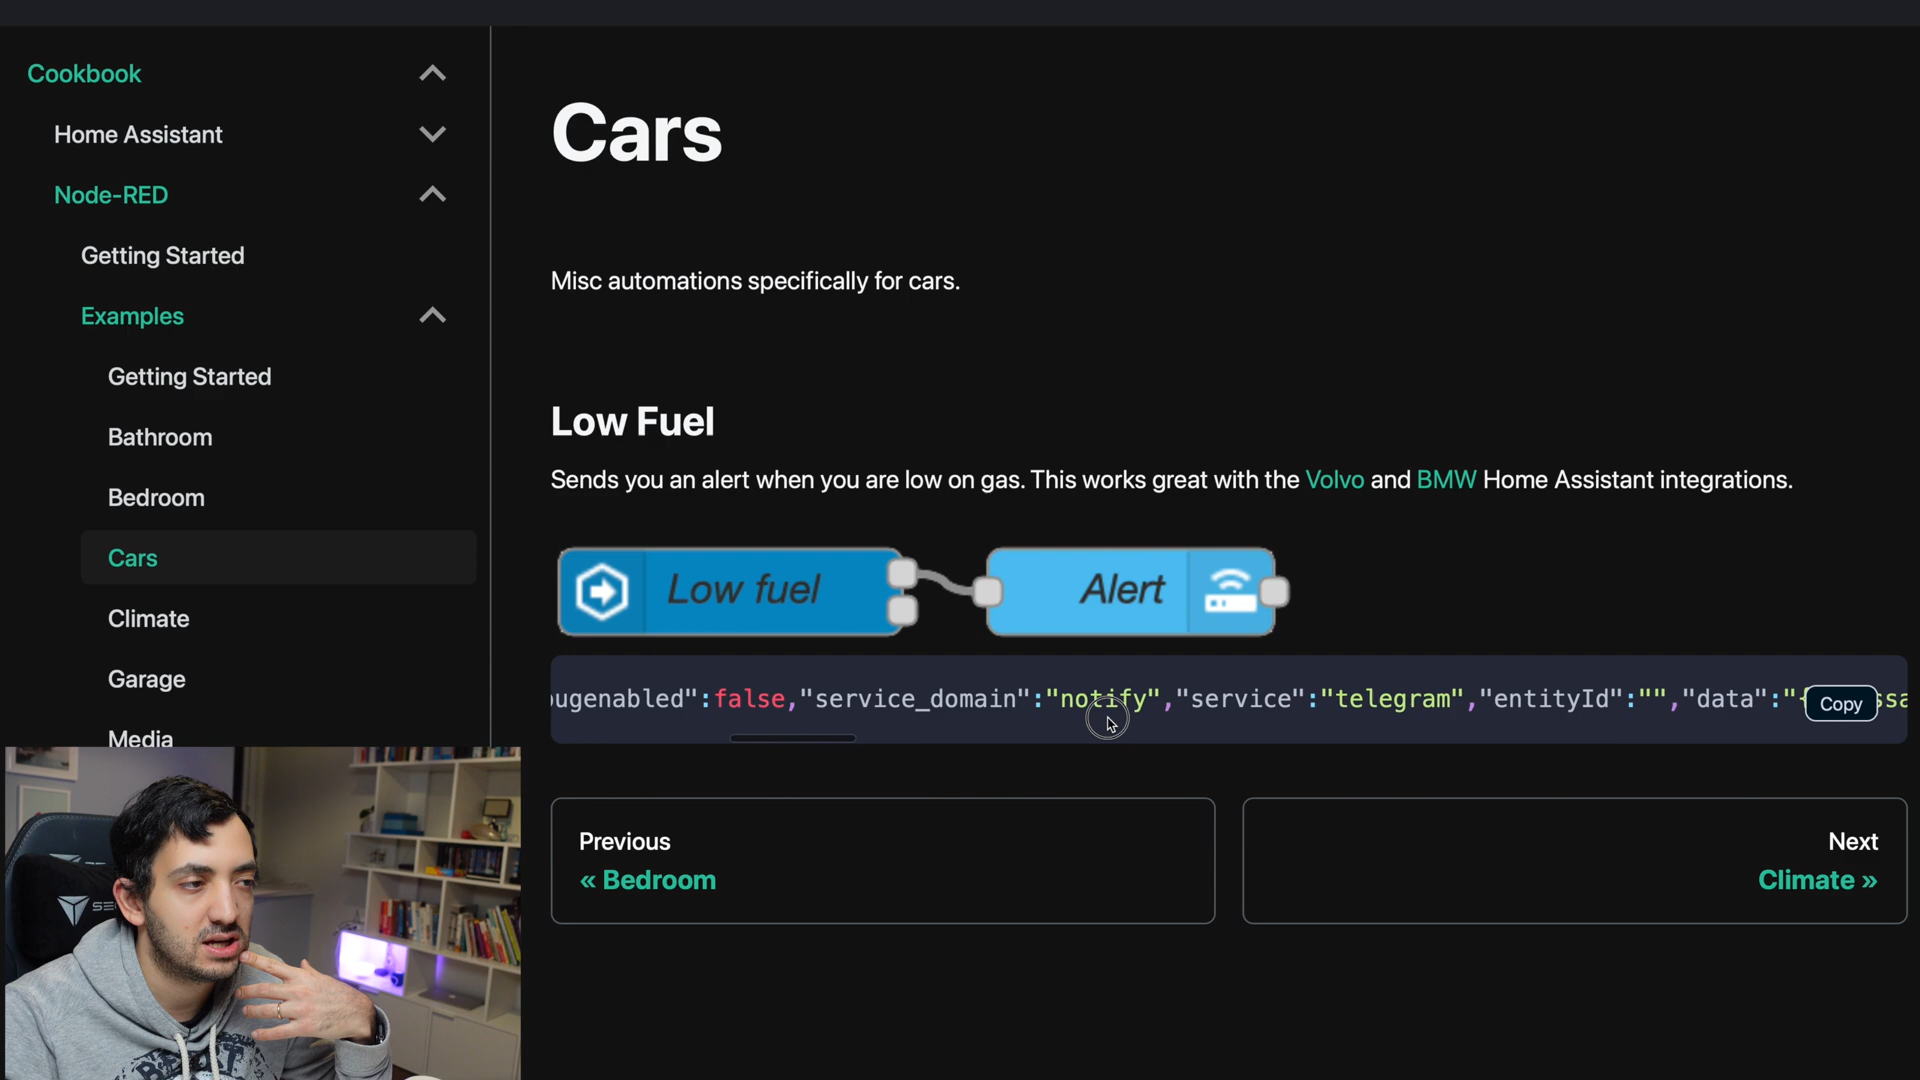 Cookbook
Home Assistant
Node-RED
Getting Started
Examples
Getting Started
Bathroom
Bedroom
Cars
Climate
Garage
Media
Cars
Misc automations specifically for cars.
Low Fuel
Sends you an alert when you are low on gas. This works great with the Volvo and BMW Home Assistant integrations.
Low fuel
Alert
ougenabled":false,"service_domain":"notify","service":"telegram","entityId":"","data":"{
Copy
Previous
« Bedroom
Next
Climate »